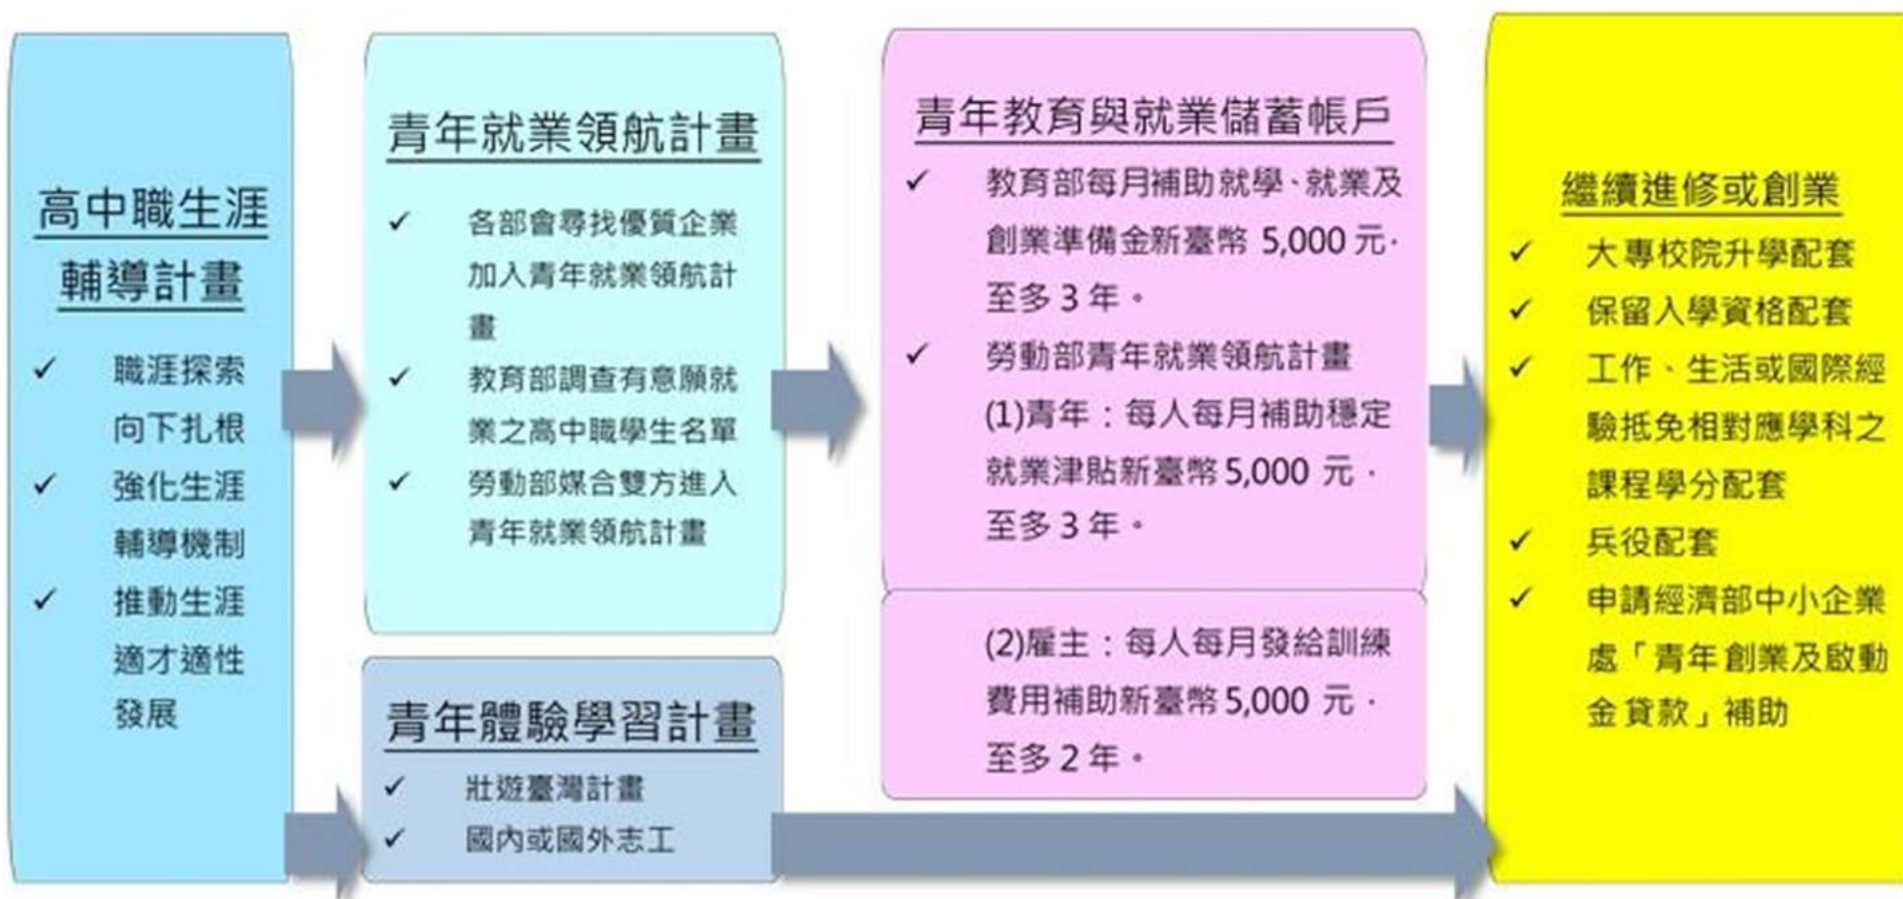 高中職生涯
輔導計畫
✓ 職涯探索
向下扎根
✓ 強化生涯
輔導機制
✓ 推動生涯
適才適性
發展
青年就業領航計畫
✓ 各部會尋找優質企業
加入青年就業領航計
畫
✓ 教育部調查有意願就
業之高中職學生名單
✓ 勞動部媒合雙方進入
青年就業領航計畫
青年體驗學習計畫
✓ 壯遊臺灣計畫
✓ 國內或國外志工
青年教育與就業儲蓄帳戶
✓ 教育部每月補助就學、就業及
創業準備金新臺幣 5,000 元,
至多 3 年。
✓ 勞動部青年就業領航計畫
(1)青年：每人每月補助穩定
就業津貼新臺幣 5,000 元,
至多 3 年。
(2)雇主：每人每月發給訓練
費用補助新臺幣 5,000 元,
至多 2 年。
繼續進修或創業
✓ 大專校院升學配套
✓ 保留入學資格配套
✓ 工作、生活或國際經
驗抵免相對應學科之
課程學分配套
✓ 兵役配套
✓ 申請經濟部中小企業
處「青年創業及啟動
金貸款」補助